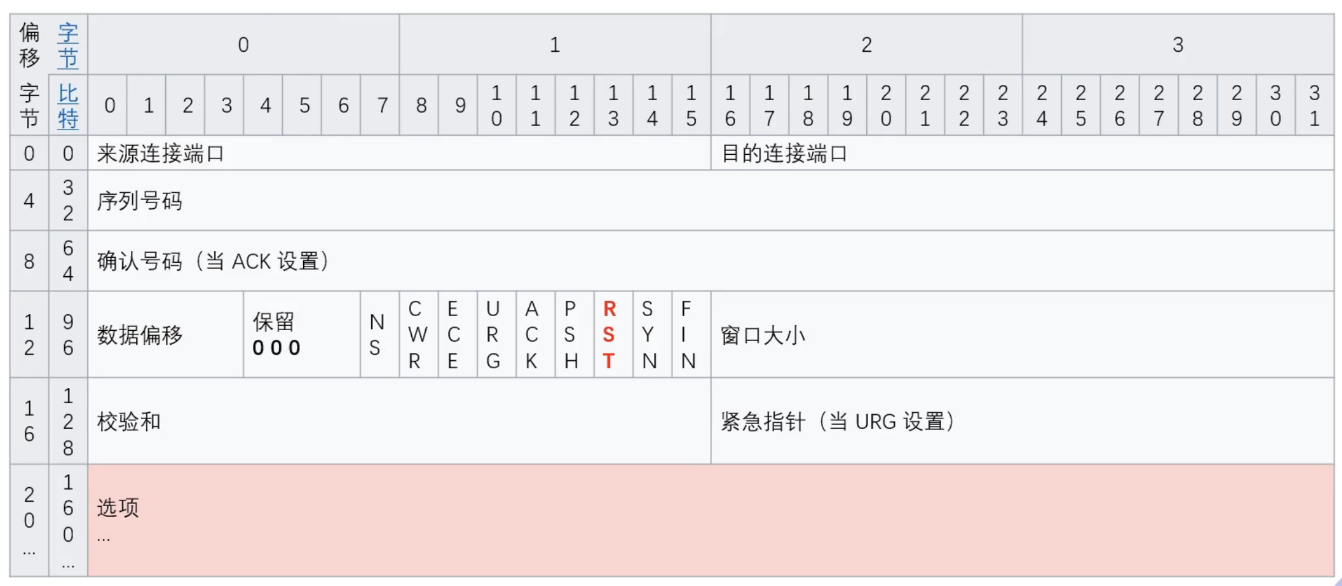 偏移 字节 0 1 2 3
字节 比特 0 1 2 3 4 5 6 7 8 9 10 11 12 13 14 15 16 17 18 19 20 21 22 23 24 25 26 27 28 29 30 31
0 0 来源连接端口 目的连接端口
4 32 序列号码
8 64 确认号码（当 ACK 设置）
12 96 数据偏移 保留 000 NS CWR ECE URG ACK PSH RST SYN FIN 窗口大小
16 128 校验和 紧急指针（当 URG 设置）
20 160 选项
... ... ...